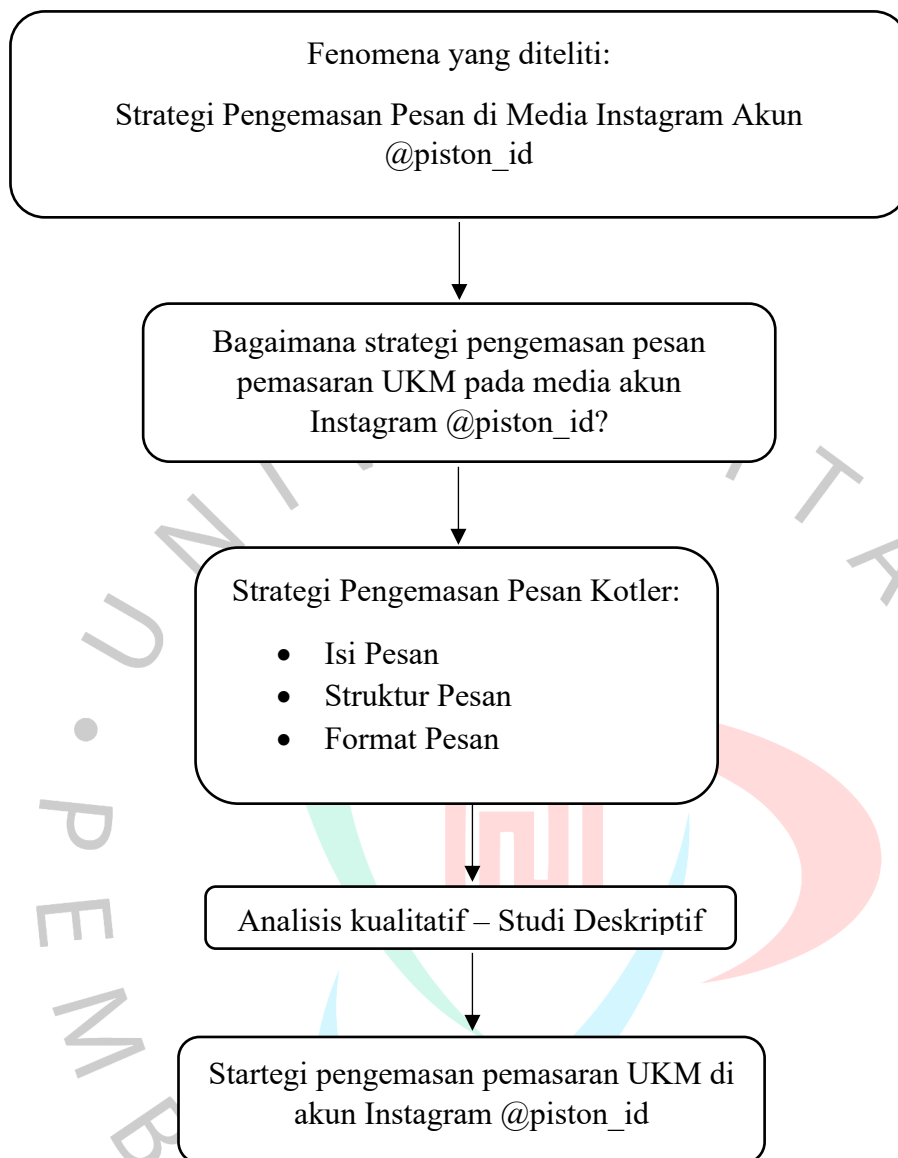 Fenomena yang diteliti:
Strategi Pengemasan Pesan di Media Instagram Akun
@piston_id
Bagaimana strategi pengemasan pesan
pemasaran UKM pada media akun
Instagram @piston_id?
Strategi Pengemasan Pesan Kotler:
• Isi Pesan
• Struktur Pesan
• Format Pesan
Analisis kualitatif – Studi Deskriptif
Startegi pengemasan pemasaran UKM di
akun Instagram @piston_id